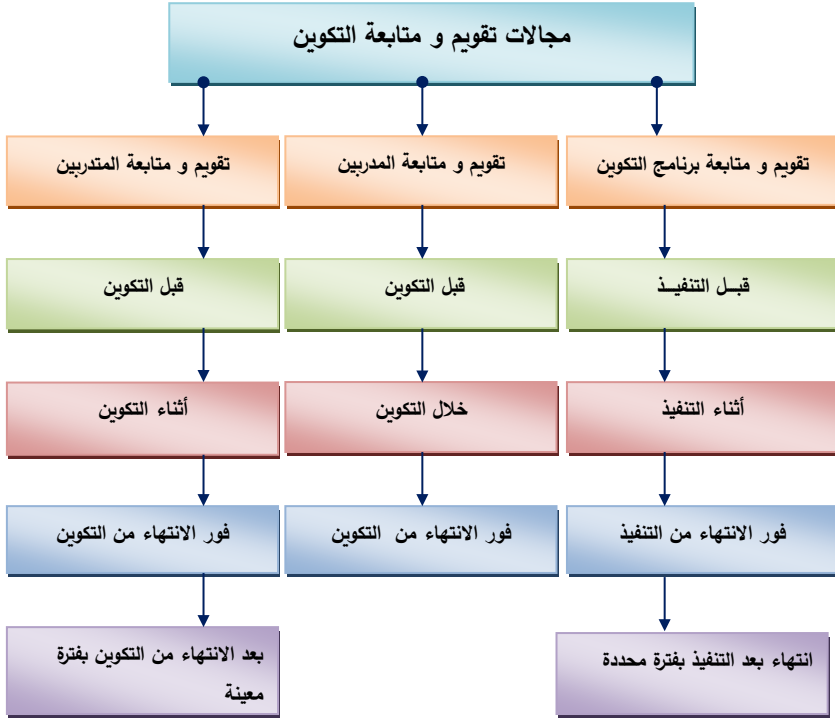 مجالات تقويم و متابعة التكوين
تقويم و متابعة برنامج التكوين
تقويم و متابعة المدربين
تقويم و متابعة المتدربين
قبــل التنفيــذ
قبل التكوين
قبل التكوين
أثناء التنفيذ
خلال التكوين
أثناء التكوين
فور الانتهاء من التنفيذ
فور الانتهاء من التكوين
فور الانتهاء من التكوين
انتهاء بعد التنفيذ بفترة محددة
بعد الانتهاء من التكوين بفترة
معينة